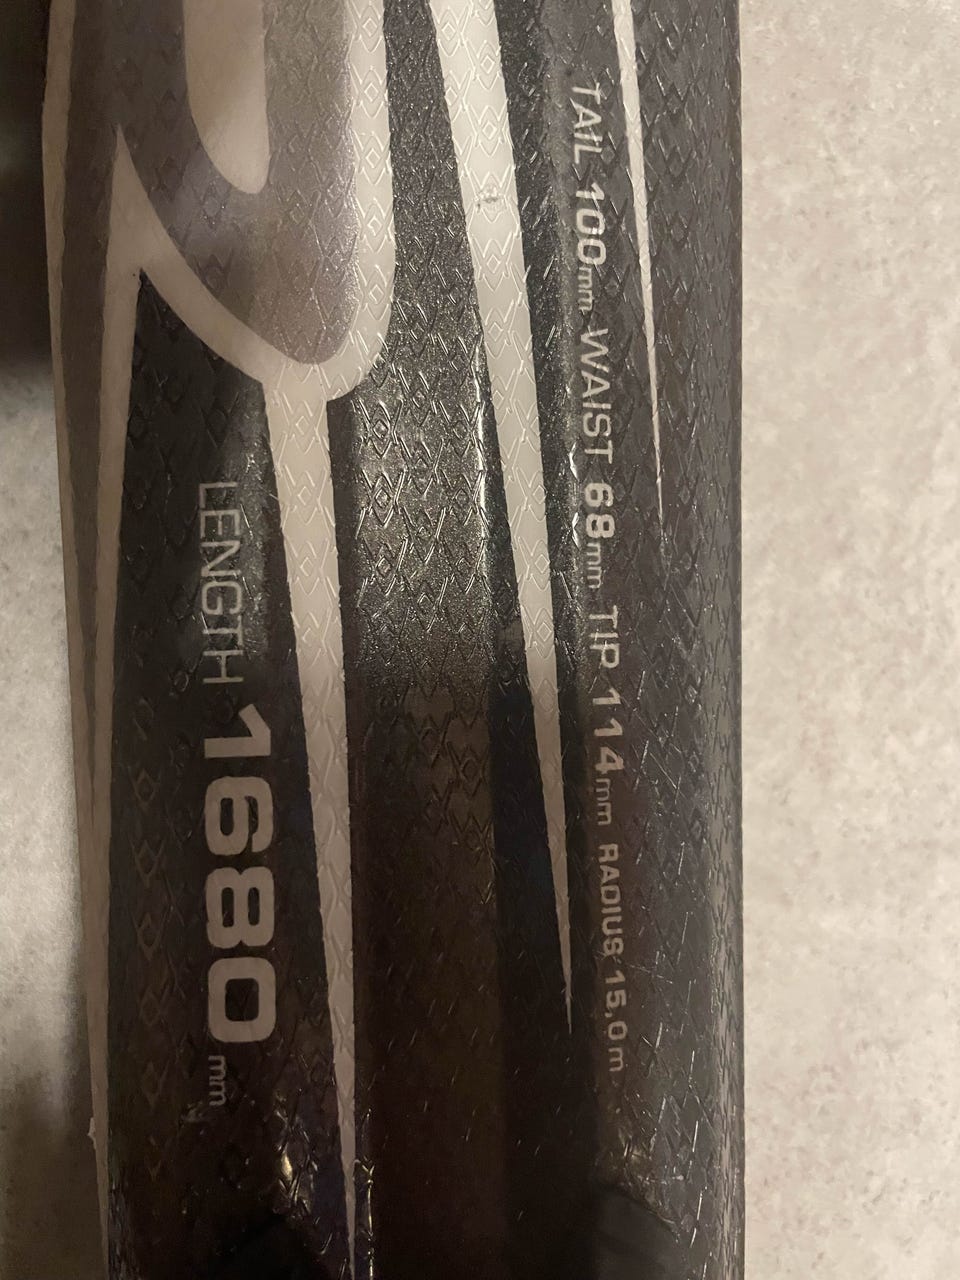 TAIL 100mm WAIST 68mm TIP 114mm RADIUS 15,0m
LENGTH 1680mm